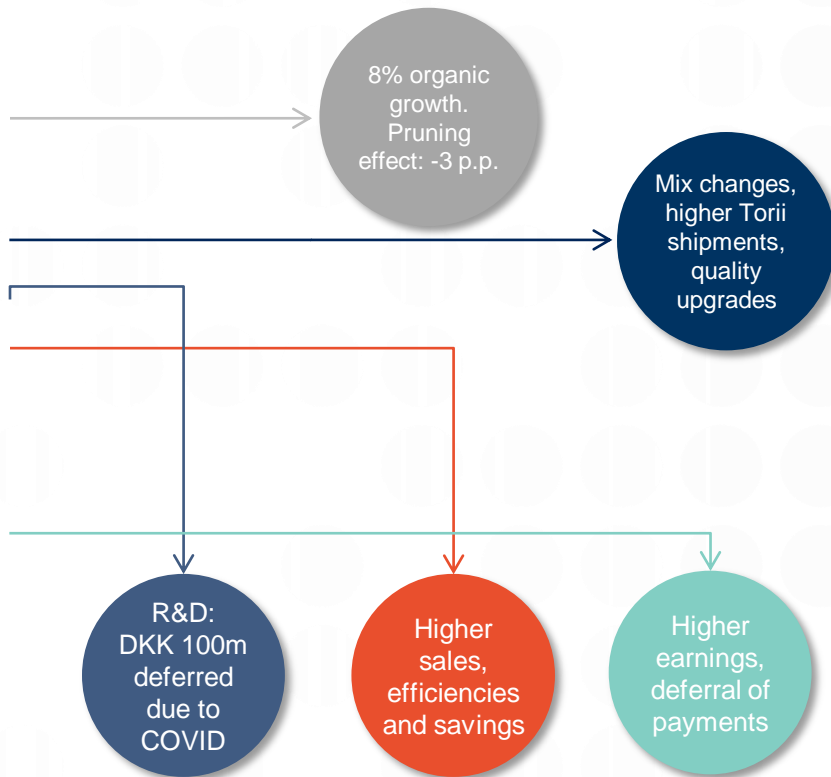 8% organic
growth.
Pruning
effect: -3 p.p.
Mix changes,
higher Torii
shipments,
quality
upgrades
R&D:
DKK 100m
deferred
due to
COVID
Higher
sales,
efficiencies
and savings
Higher
earnings,
deferral of
payments